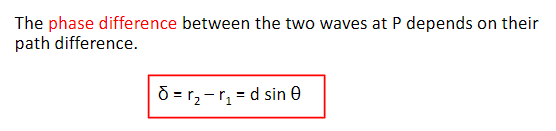 The phase difference between the two waves at P depends on their
path difference.
δ = r₂ – r₁ = d sin θ